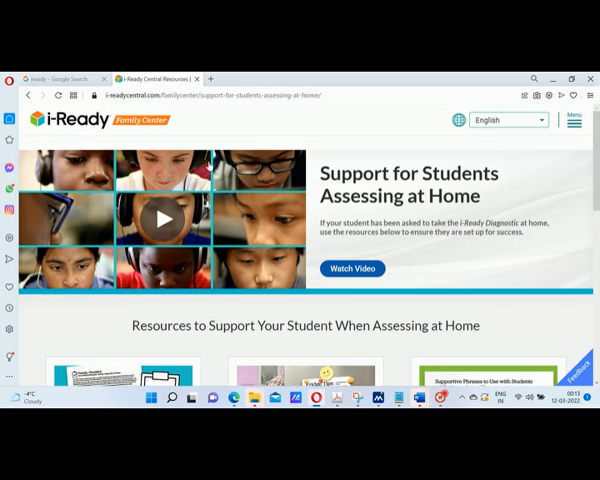 iready - Google Search
i-Ready Central Resources |
i-readycentral.com/familycenter/support-for-students-assessing-at-home/
i-Ready Family Center
English
Menu
Support for Students
Assessing at Home
If your student has been asked to take the i-Ready Diagnostic at home,
use the resources below to ensure they are set up for success.
Watch Video
Resources to Support Your Student When Assessing at Home
Family Checklist
Tips
Supportive Phrases to Use with Students
Feedback
-4°C
Cloudy
ENG
IN
00:13
12-03-2022